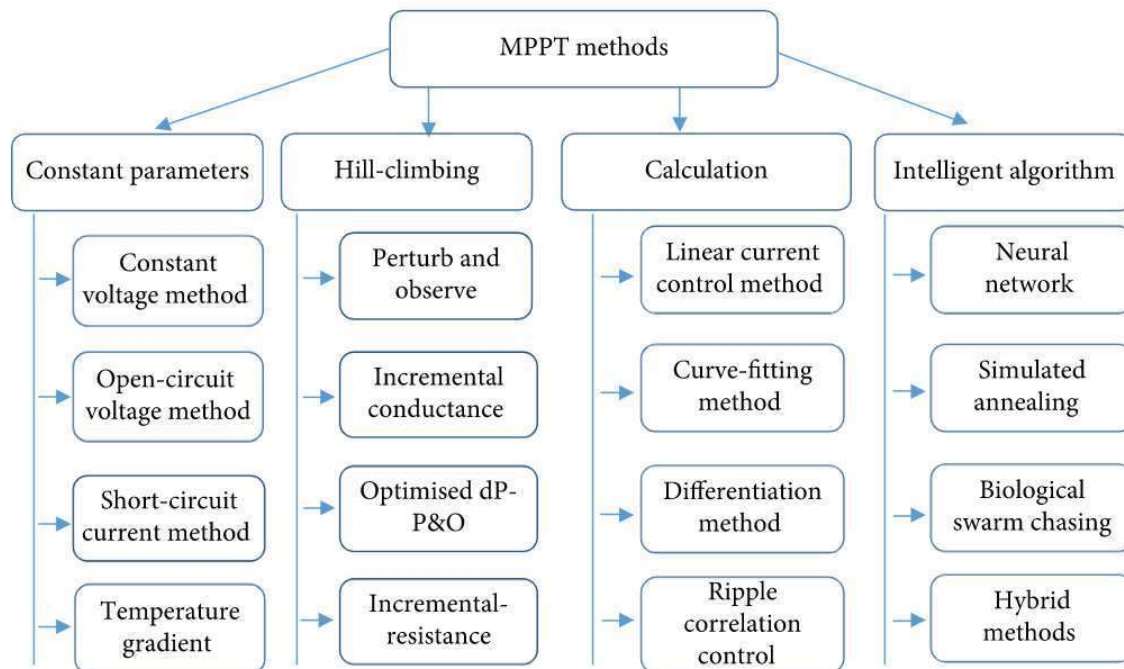 MPPT methods
Constant parameters
Hill-climbing
Calculation
Intelligent algorithm
Constant
voltage method
Open-circuit
voltage method
Short-circuit
current method
Temperature
gradient
Perturb and
observe
Incremental
conductance
Optimised dP-
P&O
Incremental-
resistance
Linear current
control method
Curve-fitting
method
Differentiation
method
Ripple
correlation
control
Neural
network
Simulated
annealing
Biological
swarm chasing
Hybrid
methods